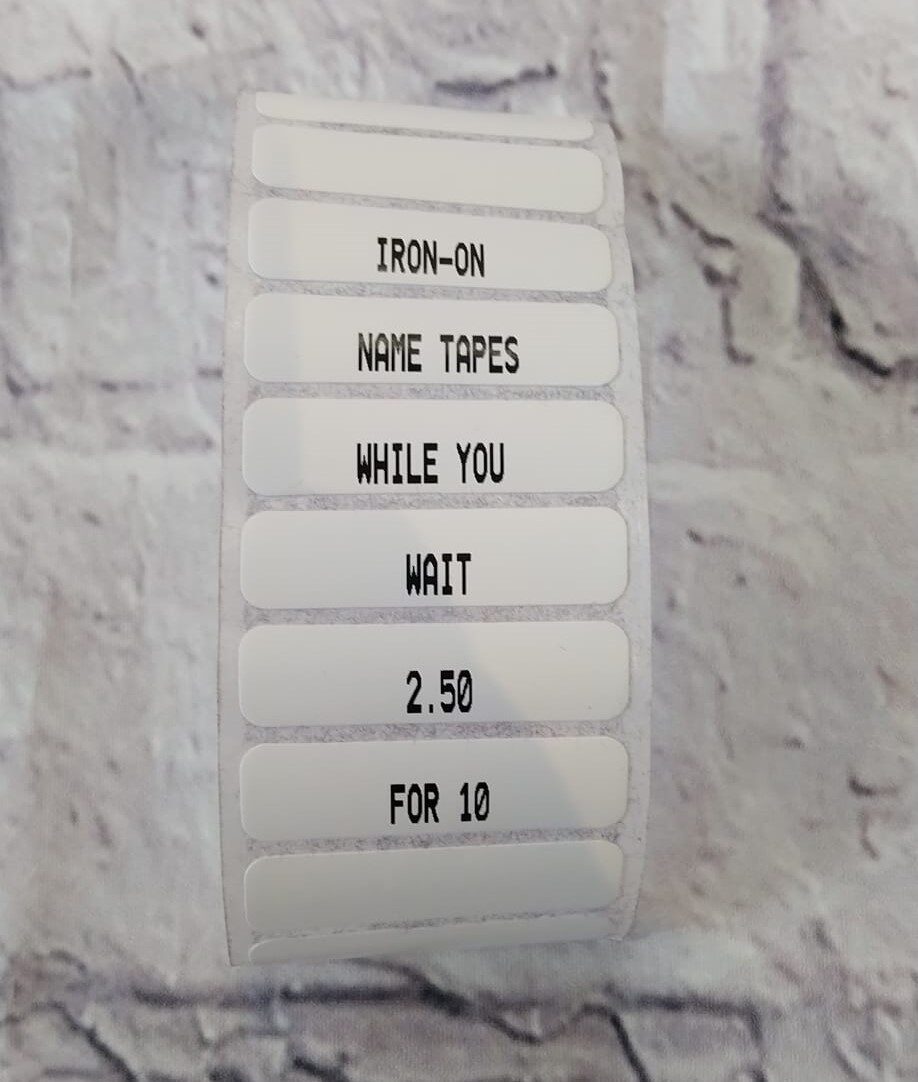 IRON-ON
NAME TAPES
WHILE YOU
WAIT
2.50
FOR 10